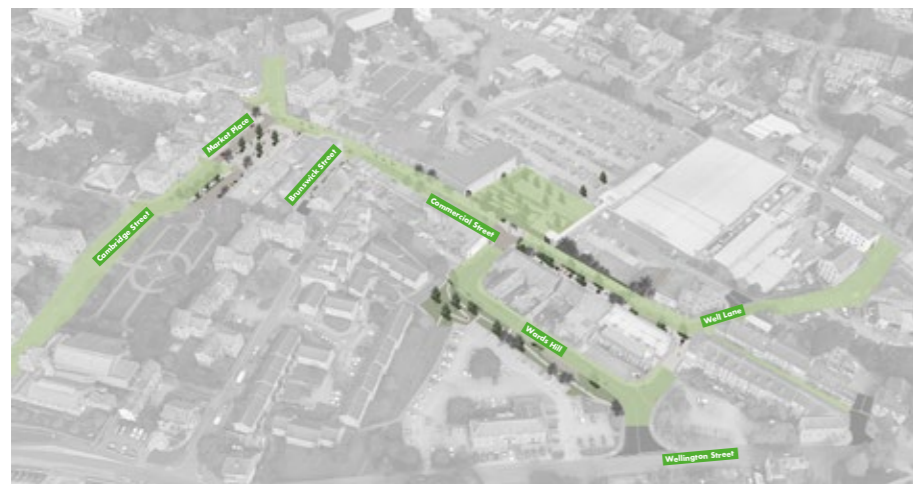 Market Place
Brunswick Street
Cambridge Street
Commercial Street
Well Lane
Wards Hill
Wellington Street